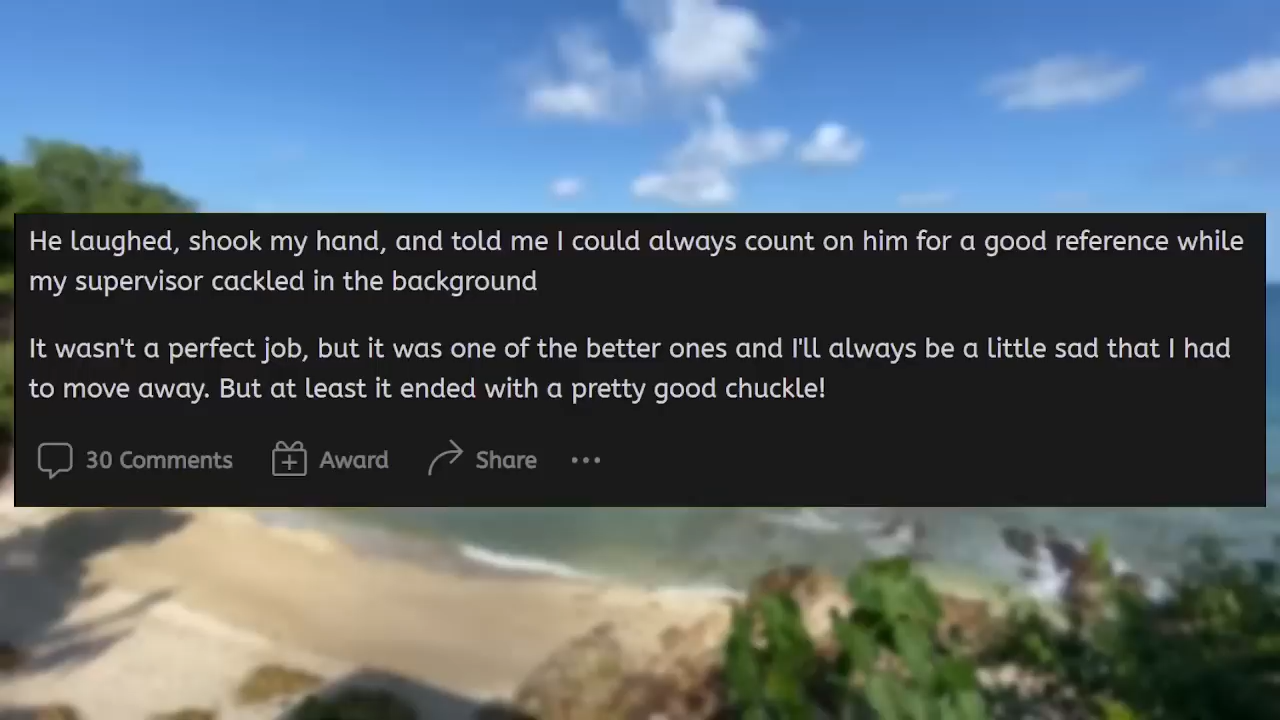 He laughed, shook my hand, and told me I could always count on him for a good reference while
my supervisor cackled in the background
It wasn't a perfect job, but it was one of the better ones and I'll always be a little sad that I had
to move away. But at least it ended with a pretty good chuckle!
30 Comments Award Share